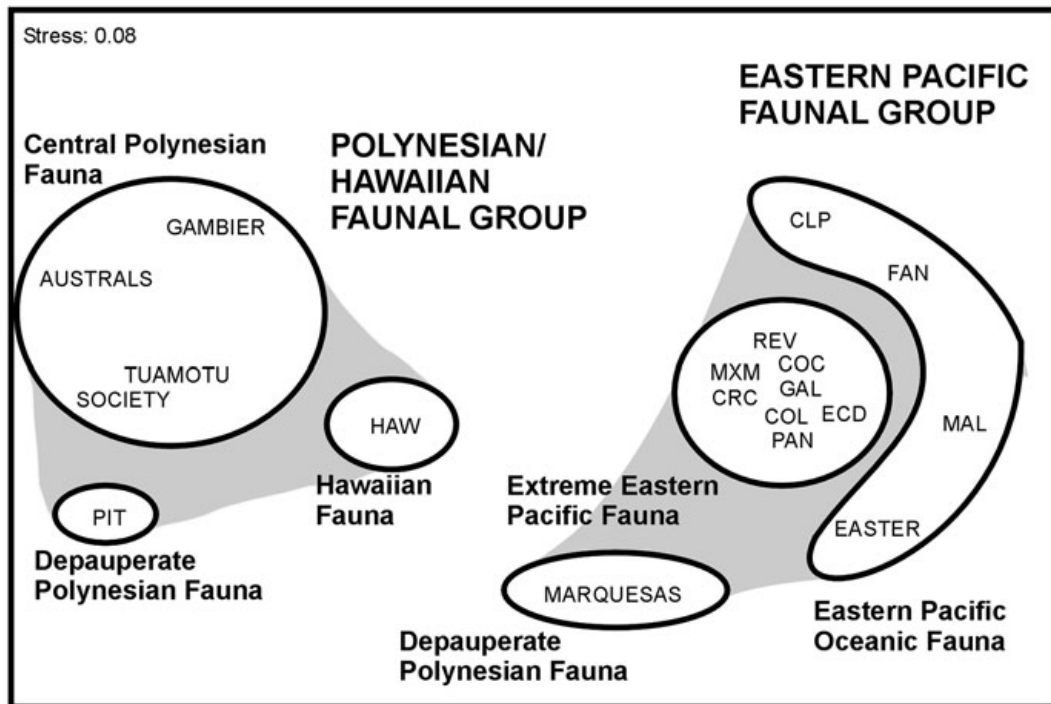 Stress: 0.08
EASTERN PACIFIC
FAUNAL GROUP
Central Polynesian
Fauna
POLYNESIAN/
HAWAIIAN
FAUNAL GROUP
GAMBIER
AUSTRALS
TUAMOTU
SOCIETY
HAW
Hawaiian
Fauna
PIT
Depauperate
Polynesian Fauna
CLP
FAN
MAL
EASTER
Eastern Pacific
Oceanic Fauna
REV
MXM
COC
CRC
GAL
COL
ECD
PAN
Extreme Eastern
Pacific Fauna
MARQUESAS
Depauperate
Polynesian Fauna